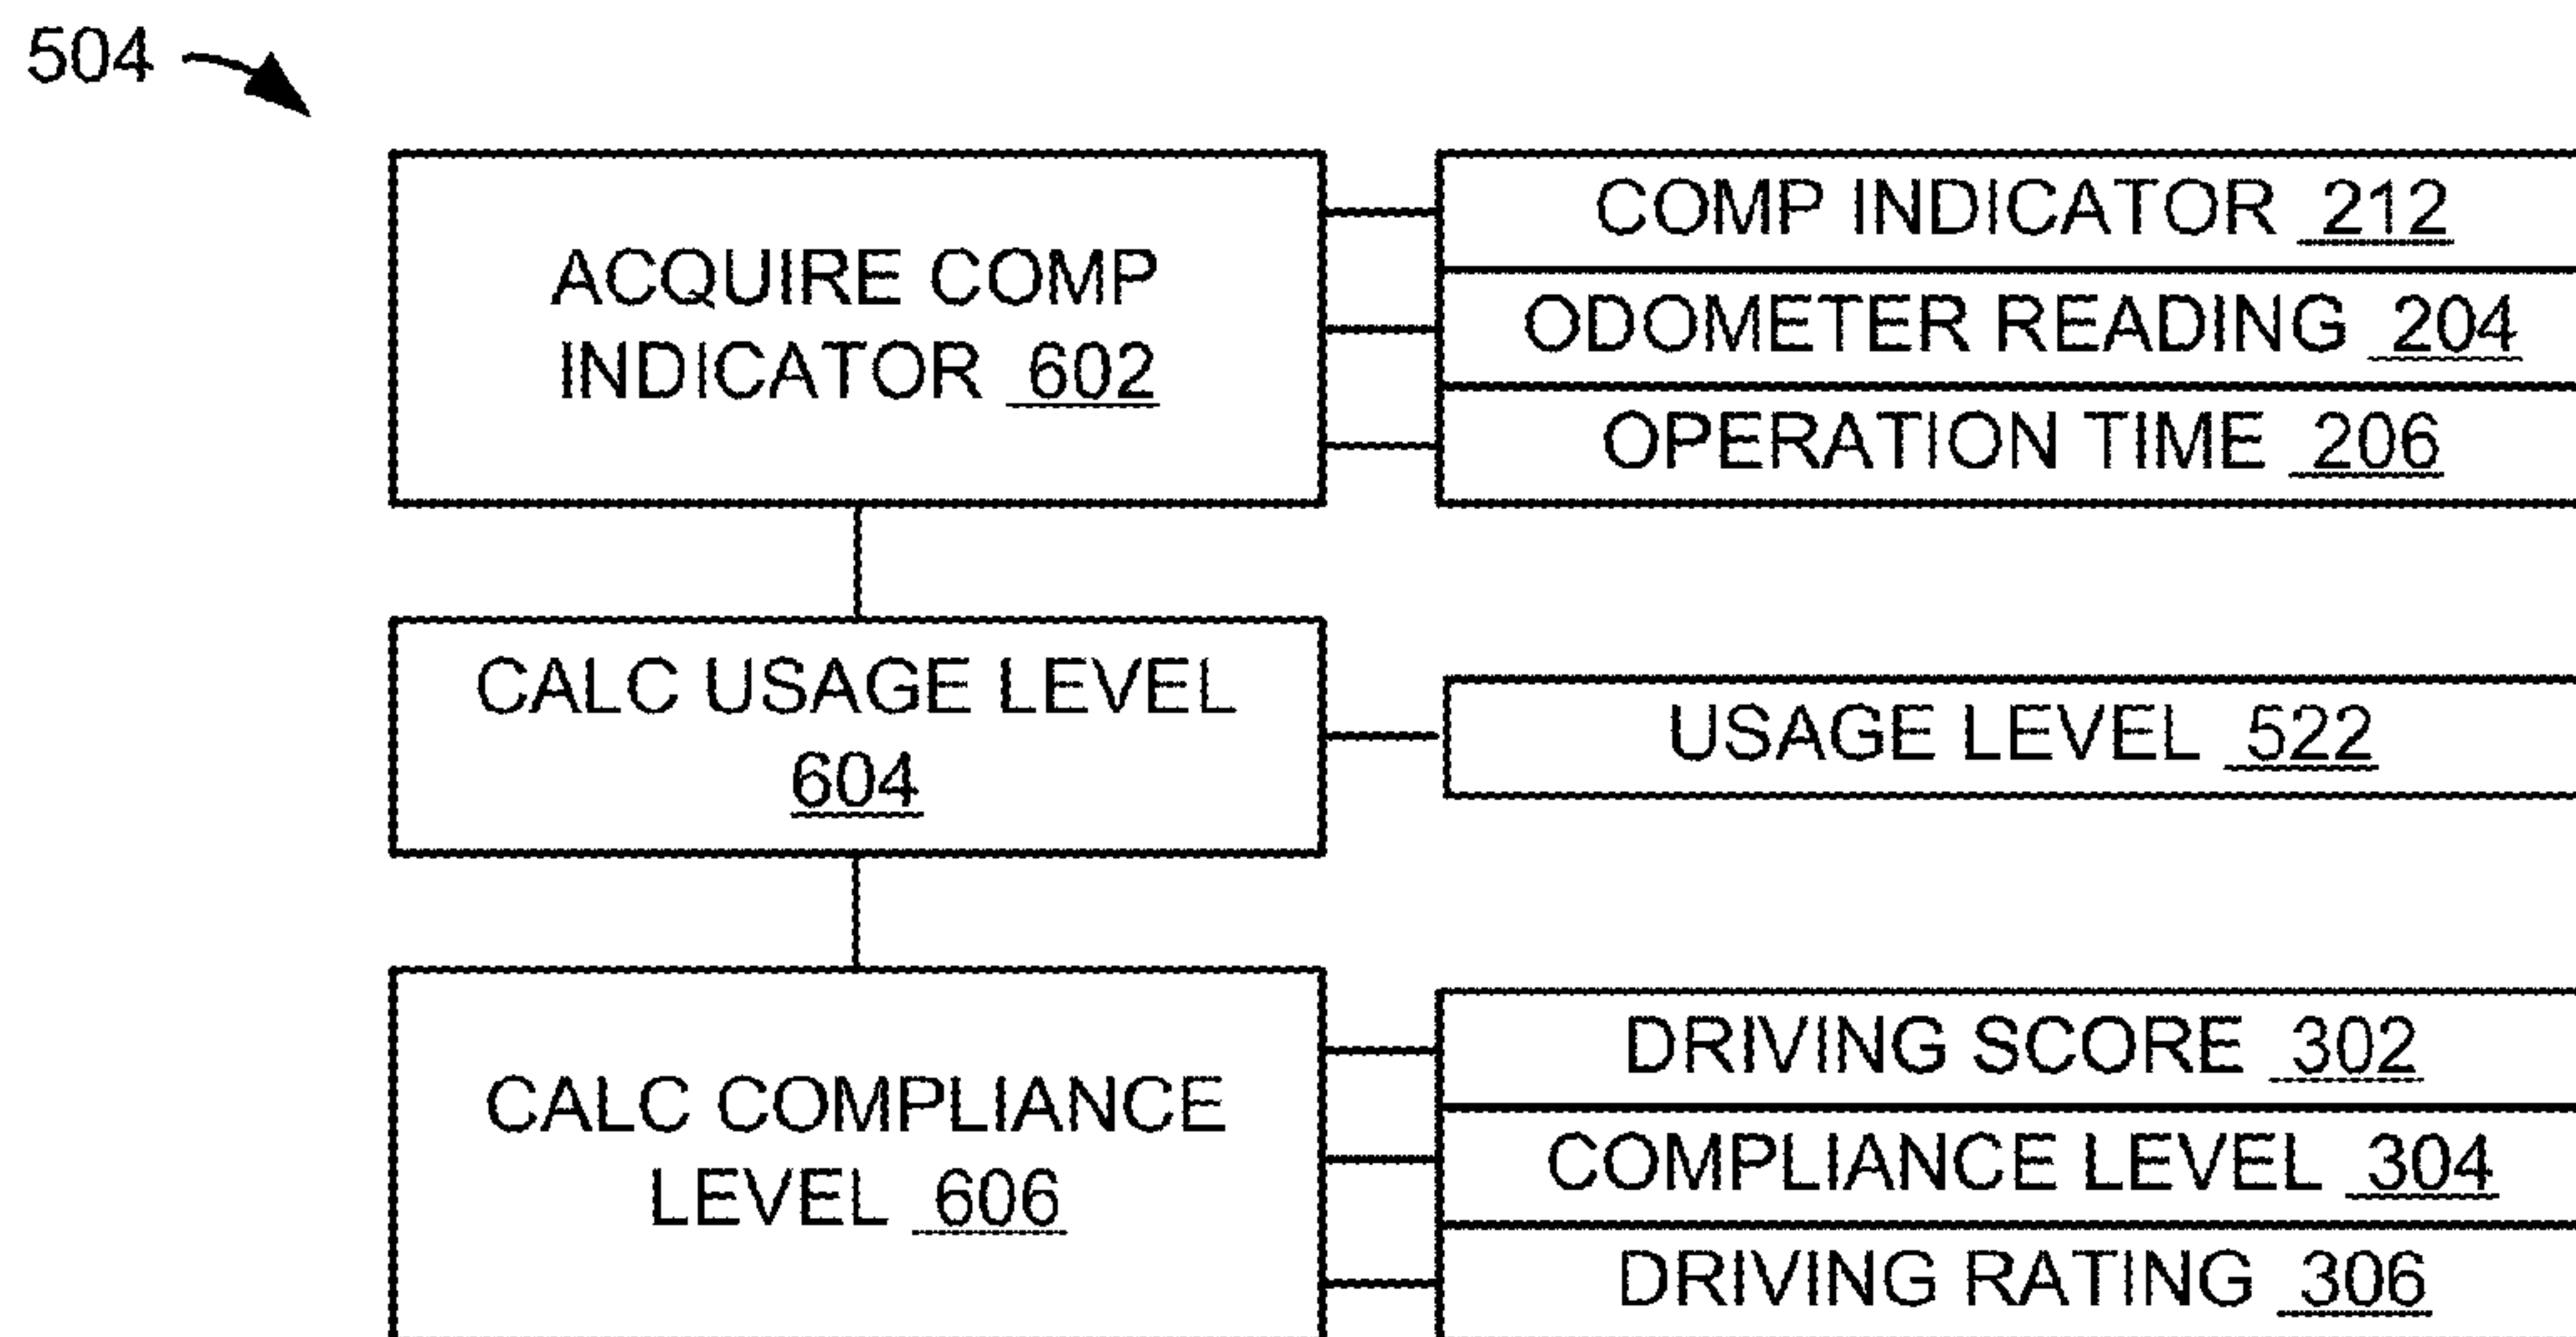 504
ACQUIRE COMP
INDICATOR 602
COMP INDICATOR 212
ODOMETER READING 204
OPERATION TIME 206
CALC USAGE LEVEL
604
USAGE LEVEL 522
CALC COMPLIANCE
LEVEL 606
DRIVING SCORE 302
COMPLIANCE LEVEL 304
DRIVING RATING 306